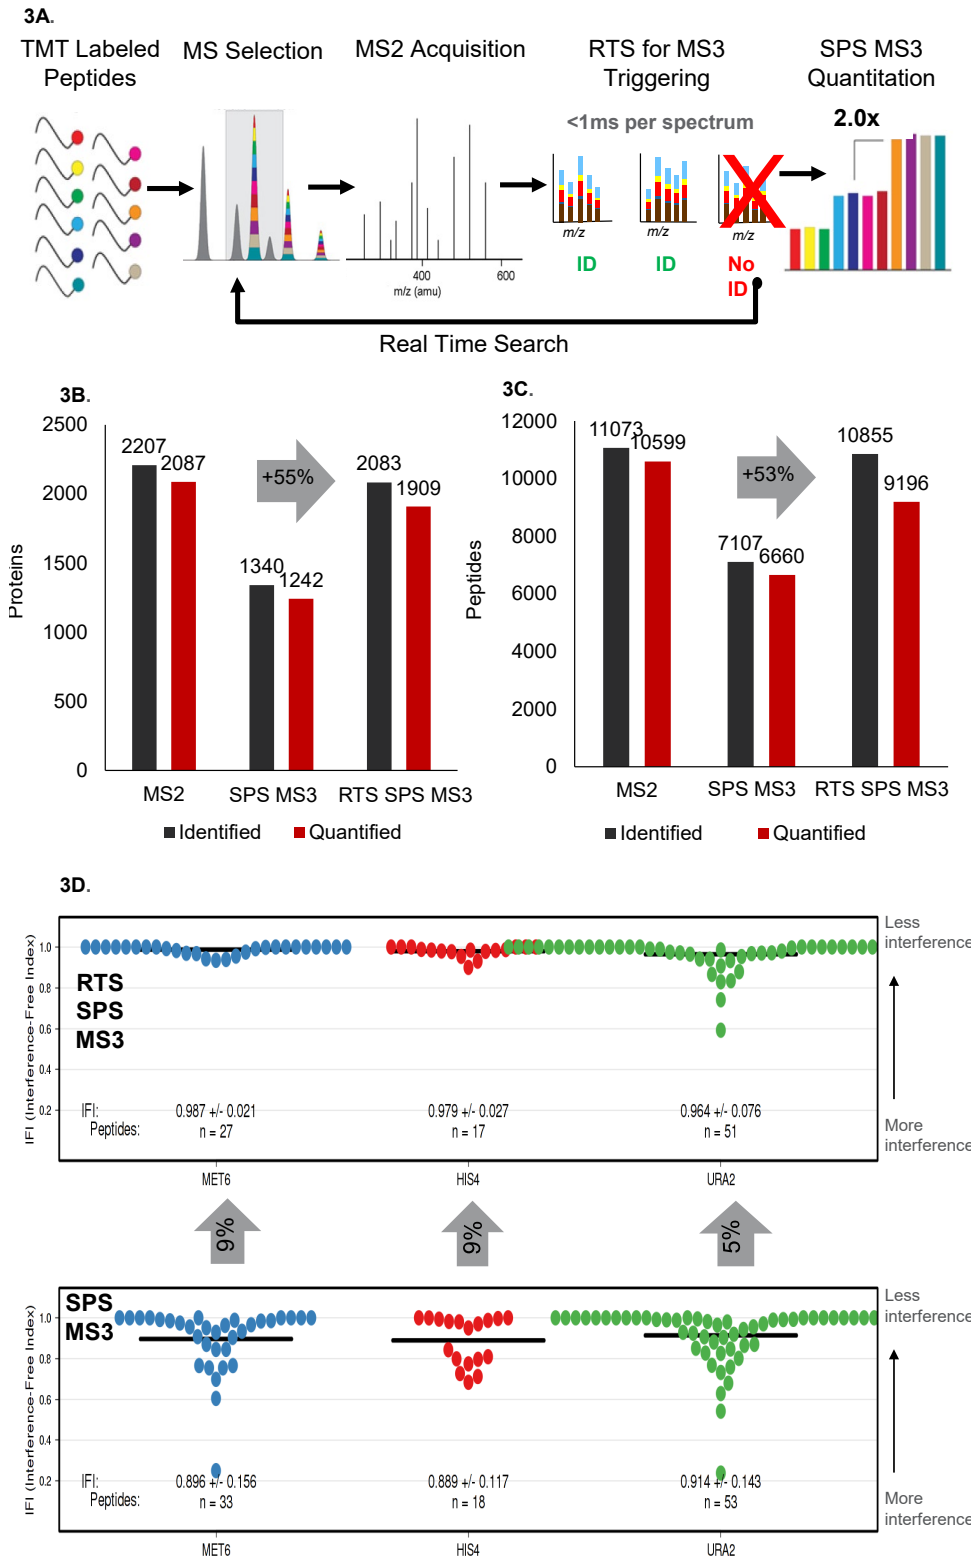 3A.
TMT Labeled
Peptides
MS Selection
MS2 Acquisition
RTS for MS3
Triggering
SPS MS3
Quantitation
<1ms per spectrum
2.0x
m/z
m/z
m/z
ID
ID
No
ID
400
600
m/z (amu)
Real Time Search
3B.
Proteins
2500
2000
1500
1000
500
0
2207
2087
1340
1242
+55%
2083
1909
MS2
SPS MS3
RTS SPS MS3
Identified
Quantified
3C.
Peptides
12000
10000
8000
6000
4000
2000
0
11073
10599
7107
6660
+53%
10855
9196
MS2
SPS MS3
RTS SPS MS3
Identified
Quantified
3D.
IFI (Interference-Free Index)
1.0
0.8
0.6
0.4
0.2
RTS
SPS
MS3
IFI:
0.987 +/- 0.021
0.979 +/- 0.027
0.964 +/- 0.076
Peptides:
n = 27
n = 17
n = 51
MET6
HIS4
URA2
Less
interference
More
interference
9%
9%
5%
IFI (Interference-Free Index)
1.0
0.8
0.6
0.4
0.2
SPS
MS3
IFI:
0.896 +/- 0.156
0.889 +/- 0.117
0.914 +/- 0.143
Peptides:
n = 33
n = 18
n = 53
MET6
HIS4
URA2
Less
interference
More
interference